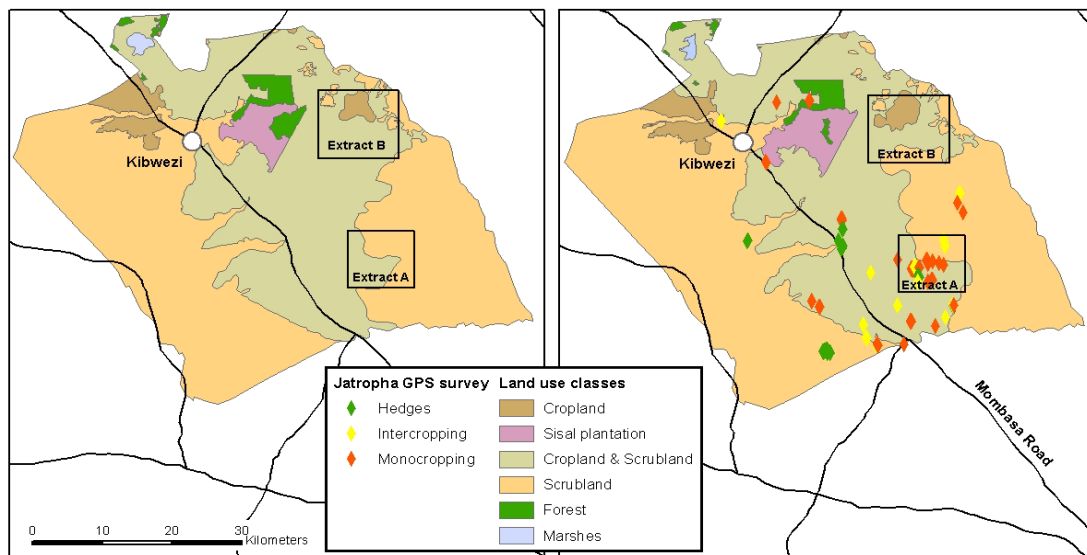 Extract B
Kibwezi
Extract A
Extract B
Kibwezi
Extract A
Mombasa Road
Jatropha GPS survey
Hedges
Intercropping
Monocropping
Land use classes
Cropland
Sisal plantation
Cropland & Scrubland
Scrubland
Forest
Marshes
0 10 20 30
Kilometers